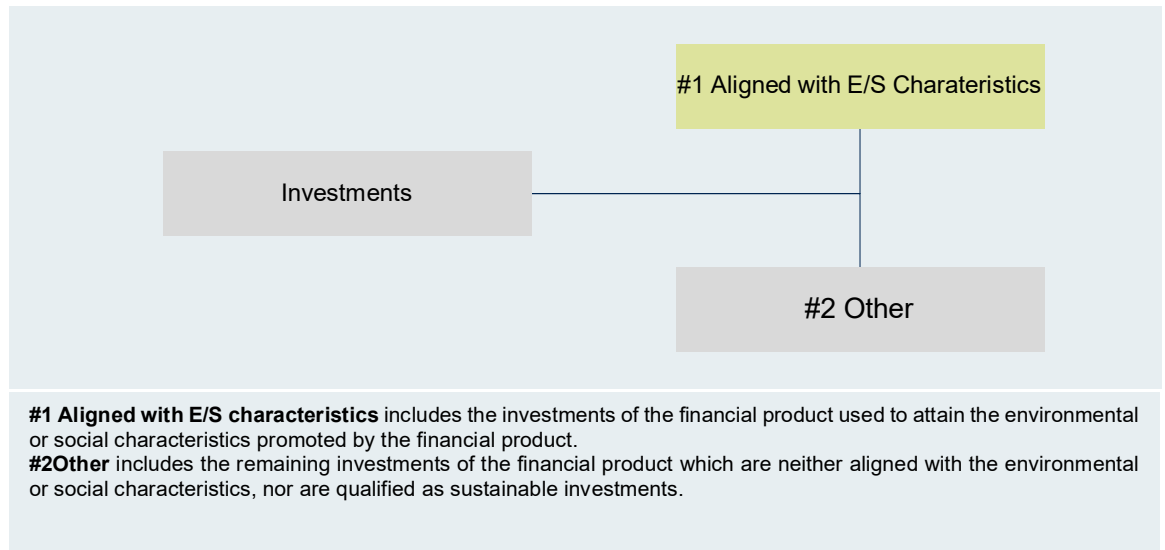 #1 Aligned with E/S Charateristics
Investments
#2 Other
#1 Aligned with E/S characteristics includes the investments of the financial product used to attain the environmental
or social characteristics promoted by the financial product.
#2Other includes the remaining investments of the financial product which are neither aligned with the environmental
or social characteristics, nor are qualified as sustainable investments.